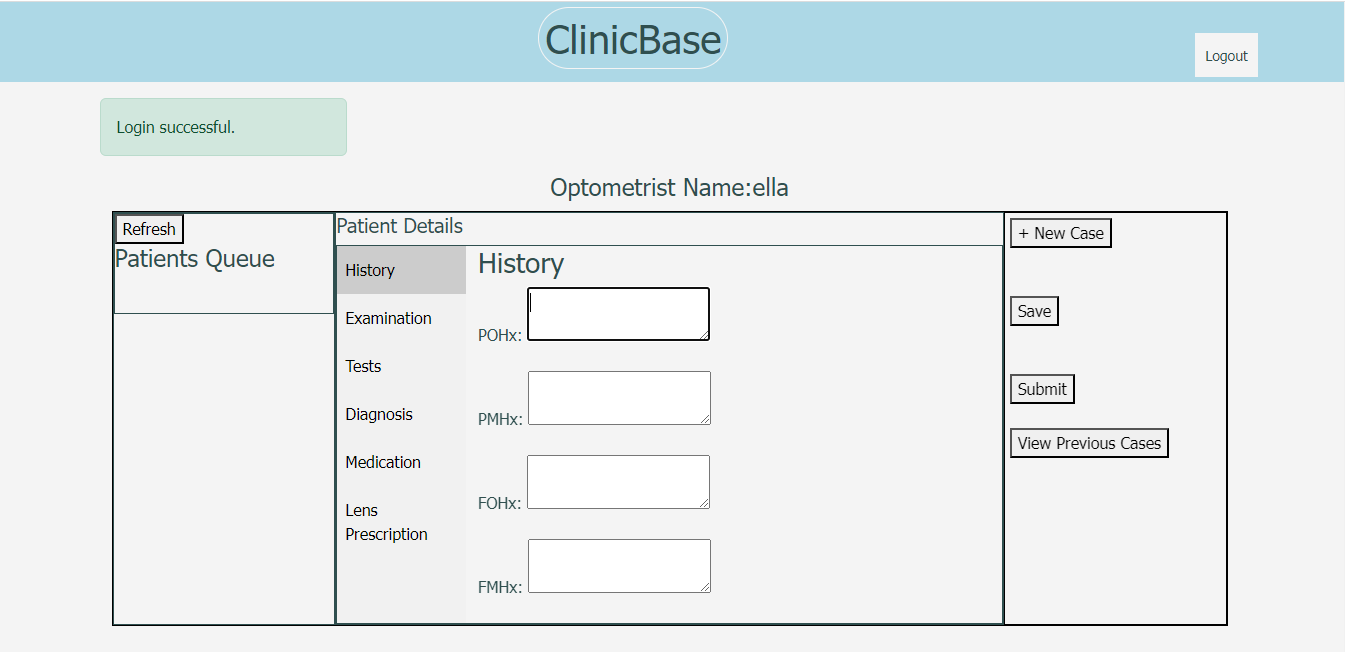 ClinicBase
Logout
Login successful.
Optometrist Name:ella
Refresh
Patients Queue
Patient Details
History
Examination
Tests
Diagnosis
Medication
Lens
Prescription
History
POHx:
PMHx:
FOHx:
FMHx:
+ New Case
Save
Submit
View Previous Cases